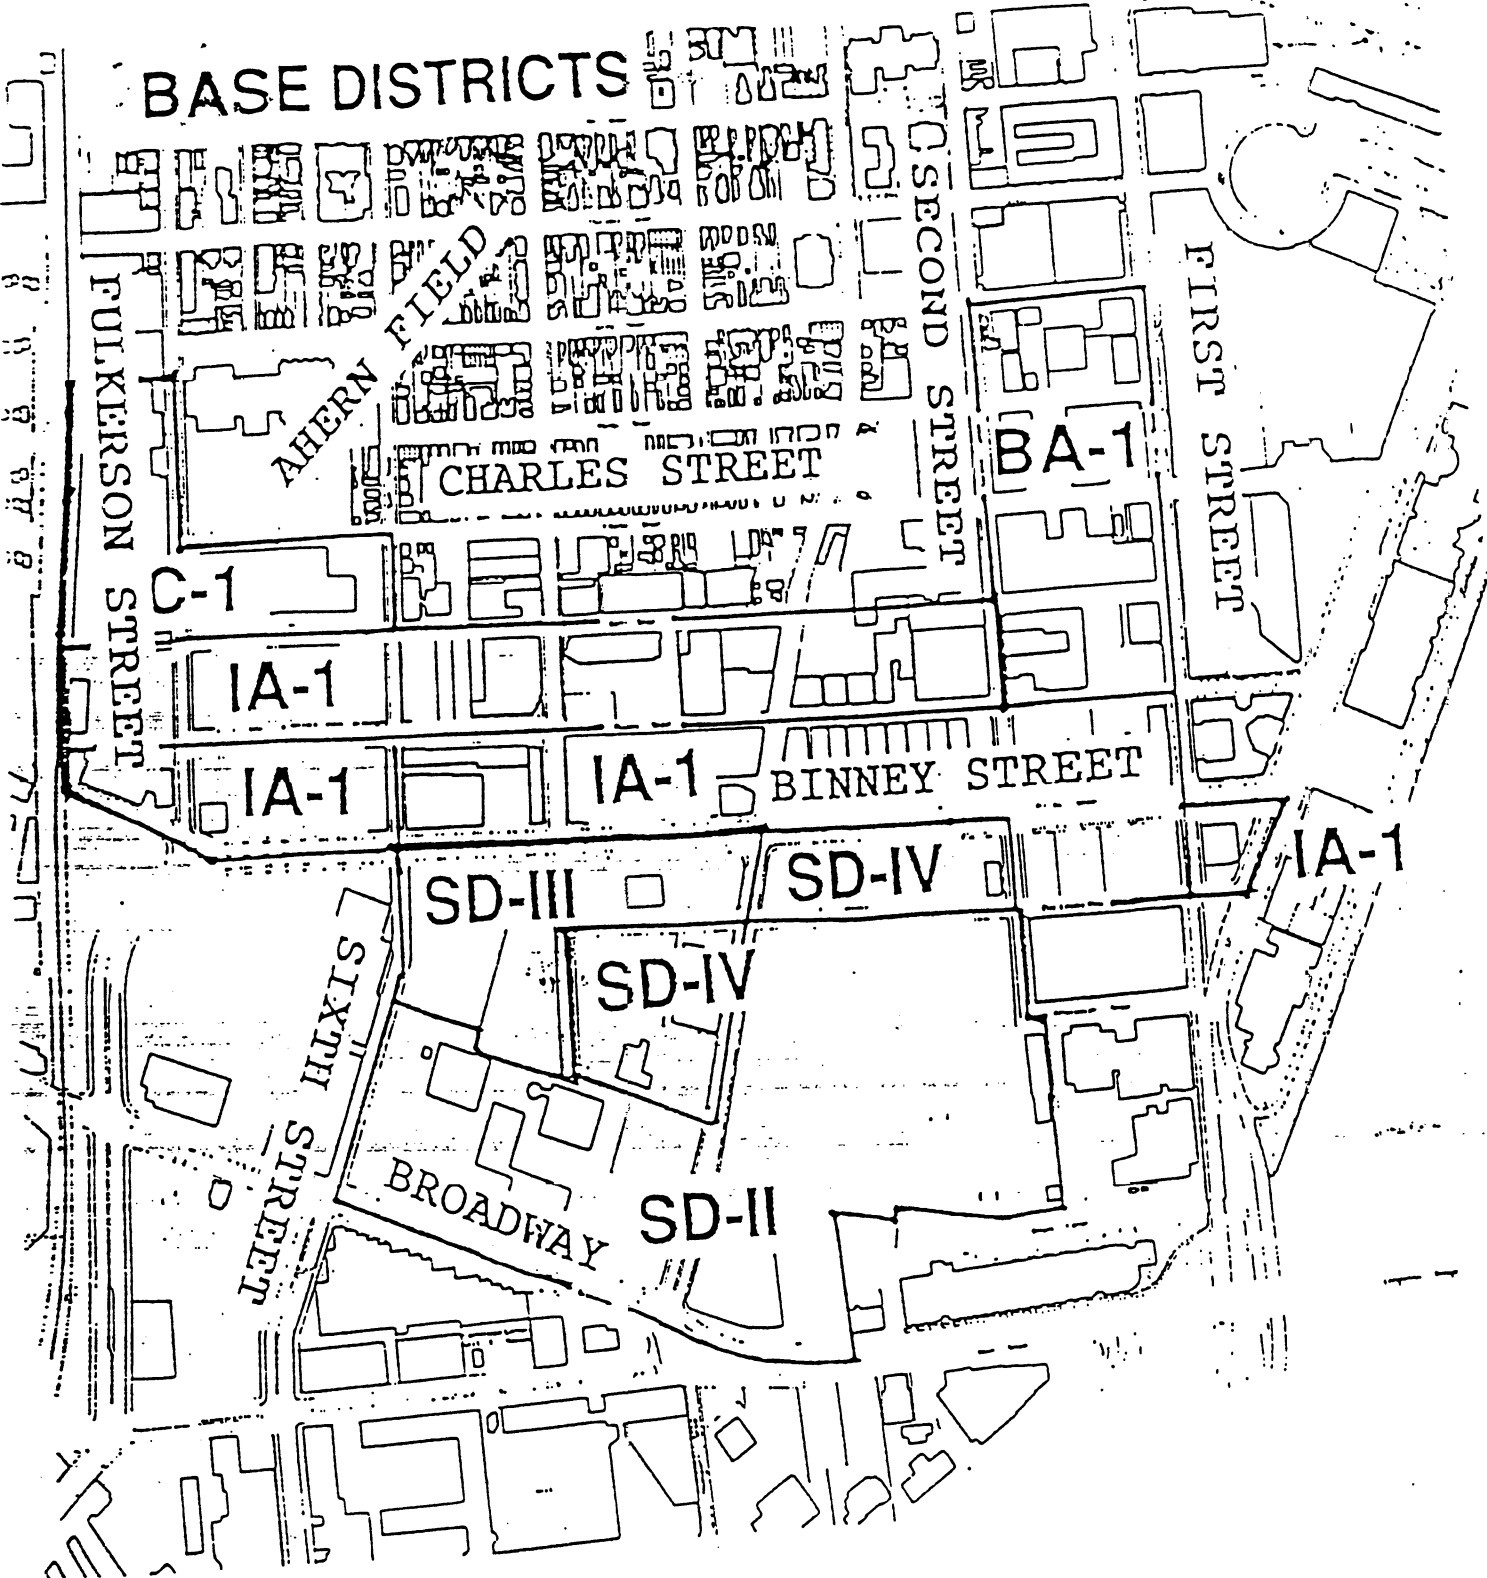 BASE DISTRICTS
FULKERSON STREET
AHERN FIELD
CHARLES STREET
SECOND STREET
FIRST STREET
BA-1
C-1
IA-1
IA-1
IA-1
BINNEY STREET
IA-1
SD-III
SD-IV
SD-IV
SIXTH STREET
BROADWAY
SD-II